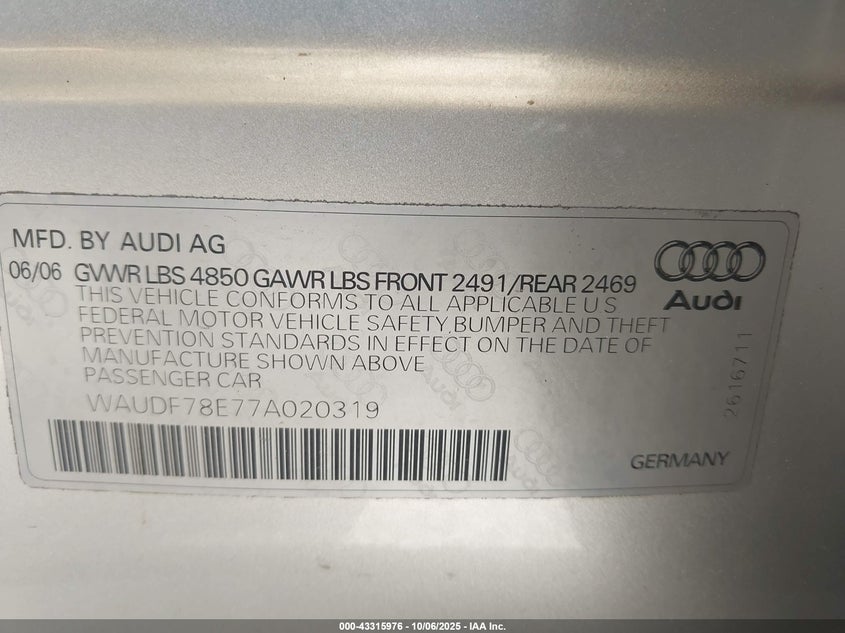 MFD. BY AUDI AG
06/06 GVWR LBS 4850 GAWR LBS FRONT 2491/REAR 2469
THIS VEHICLE CONFORMS TO ALL APPLICABLE U S
FEDERAL MOTOR VEHICLE SAFETY,BUMPER AND THEFT
PREVENTION STANDARDS IN EFFECT ON THE DATE OF
MANUFACTURE SHOWN ABOVE
PASSENGER CAR
WAUDF78E77A020319
Audi
2616711
GERMANY
Audi
000-43315976 - 10/06/2025 - IAA Inc.